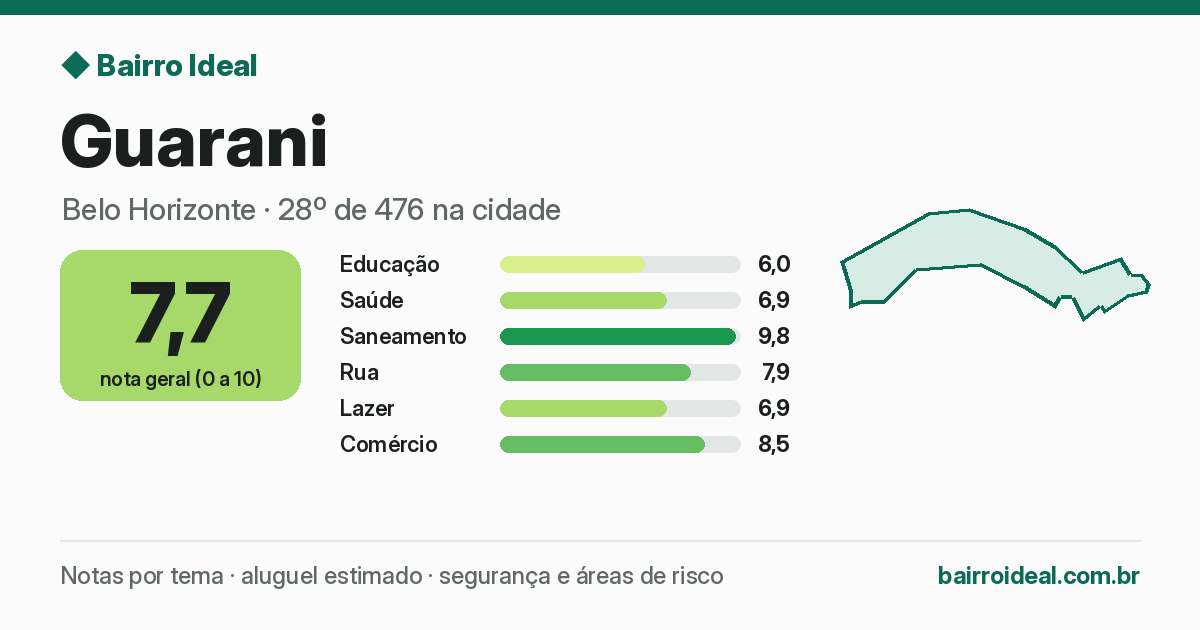 Bairro Ideal
Guarani
Belo Horizonte · 28º de 476 na cidade
7,7
nota geral (0 a 10)
Educação 6,0
Saúde 6,9
Saneamento 9,8
Rua 7,9
Lazer 6,9
Comércio 8,5
Notas por tema · aluguel estimado · segurança e áreas de risco
bairroideal.com.br